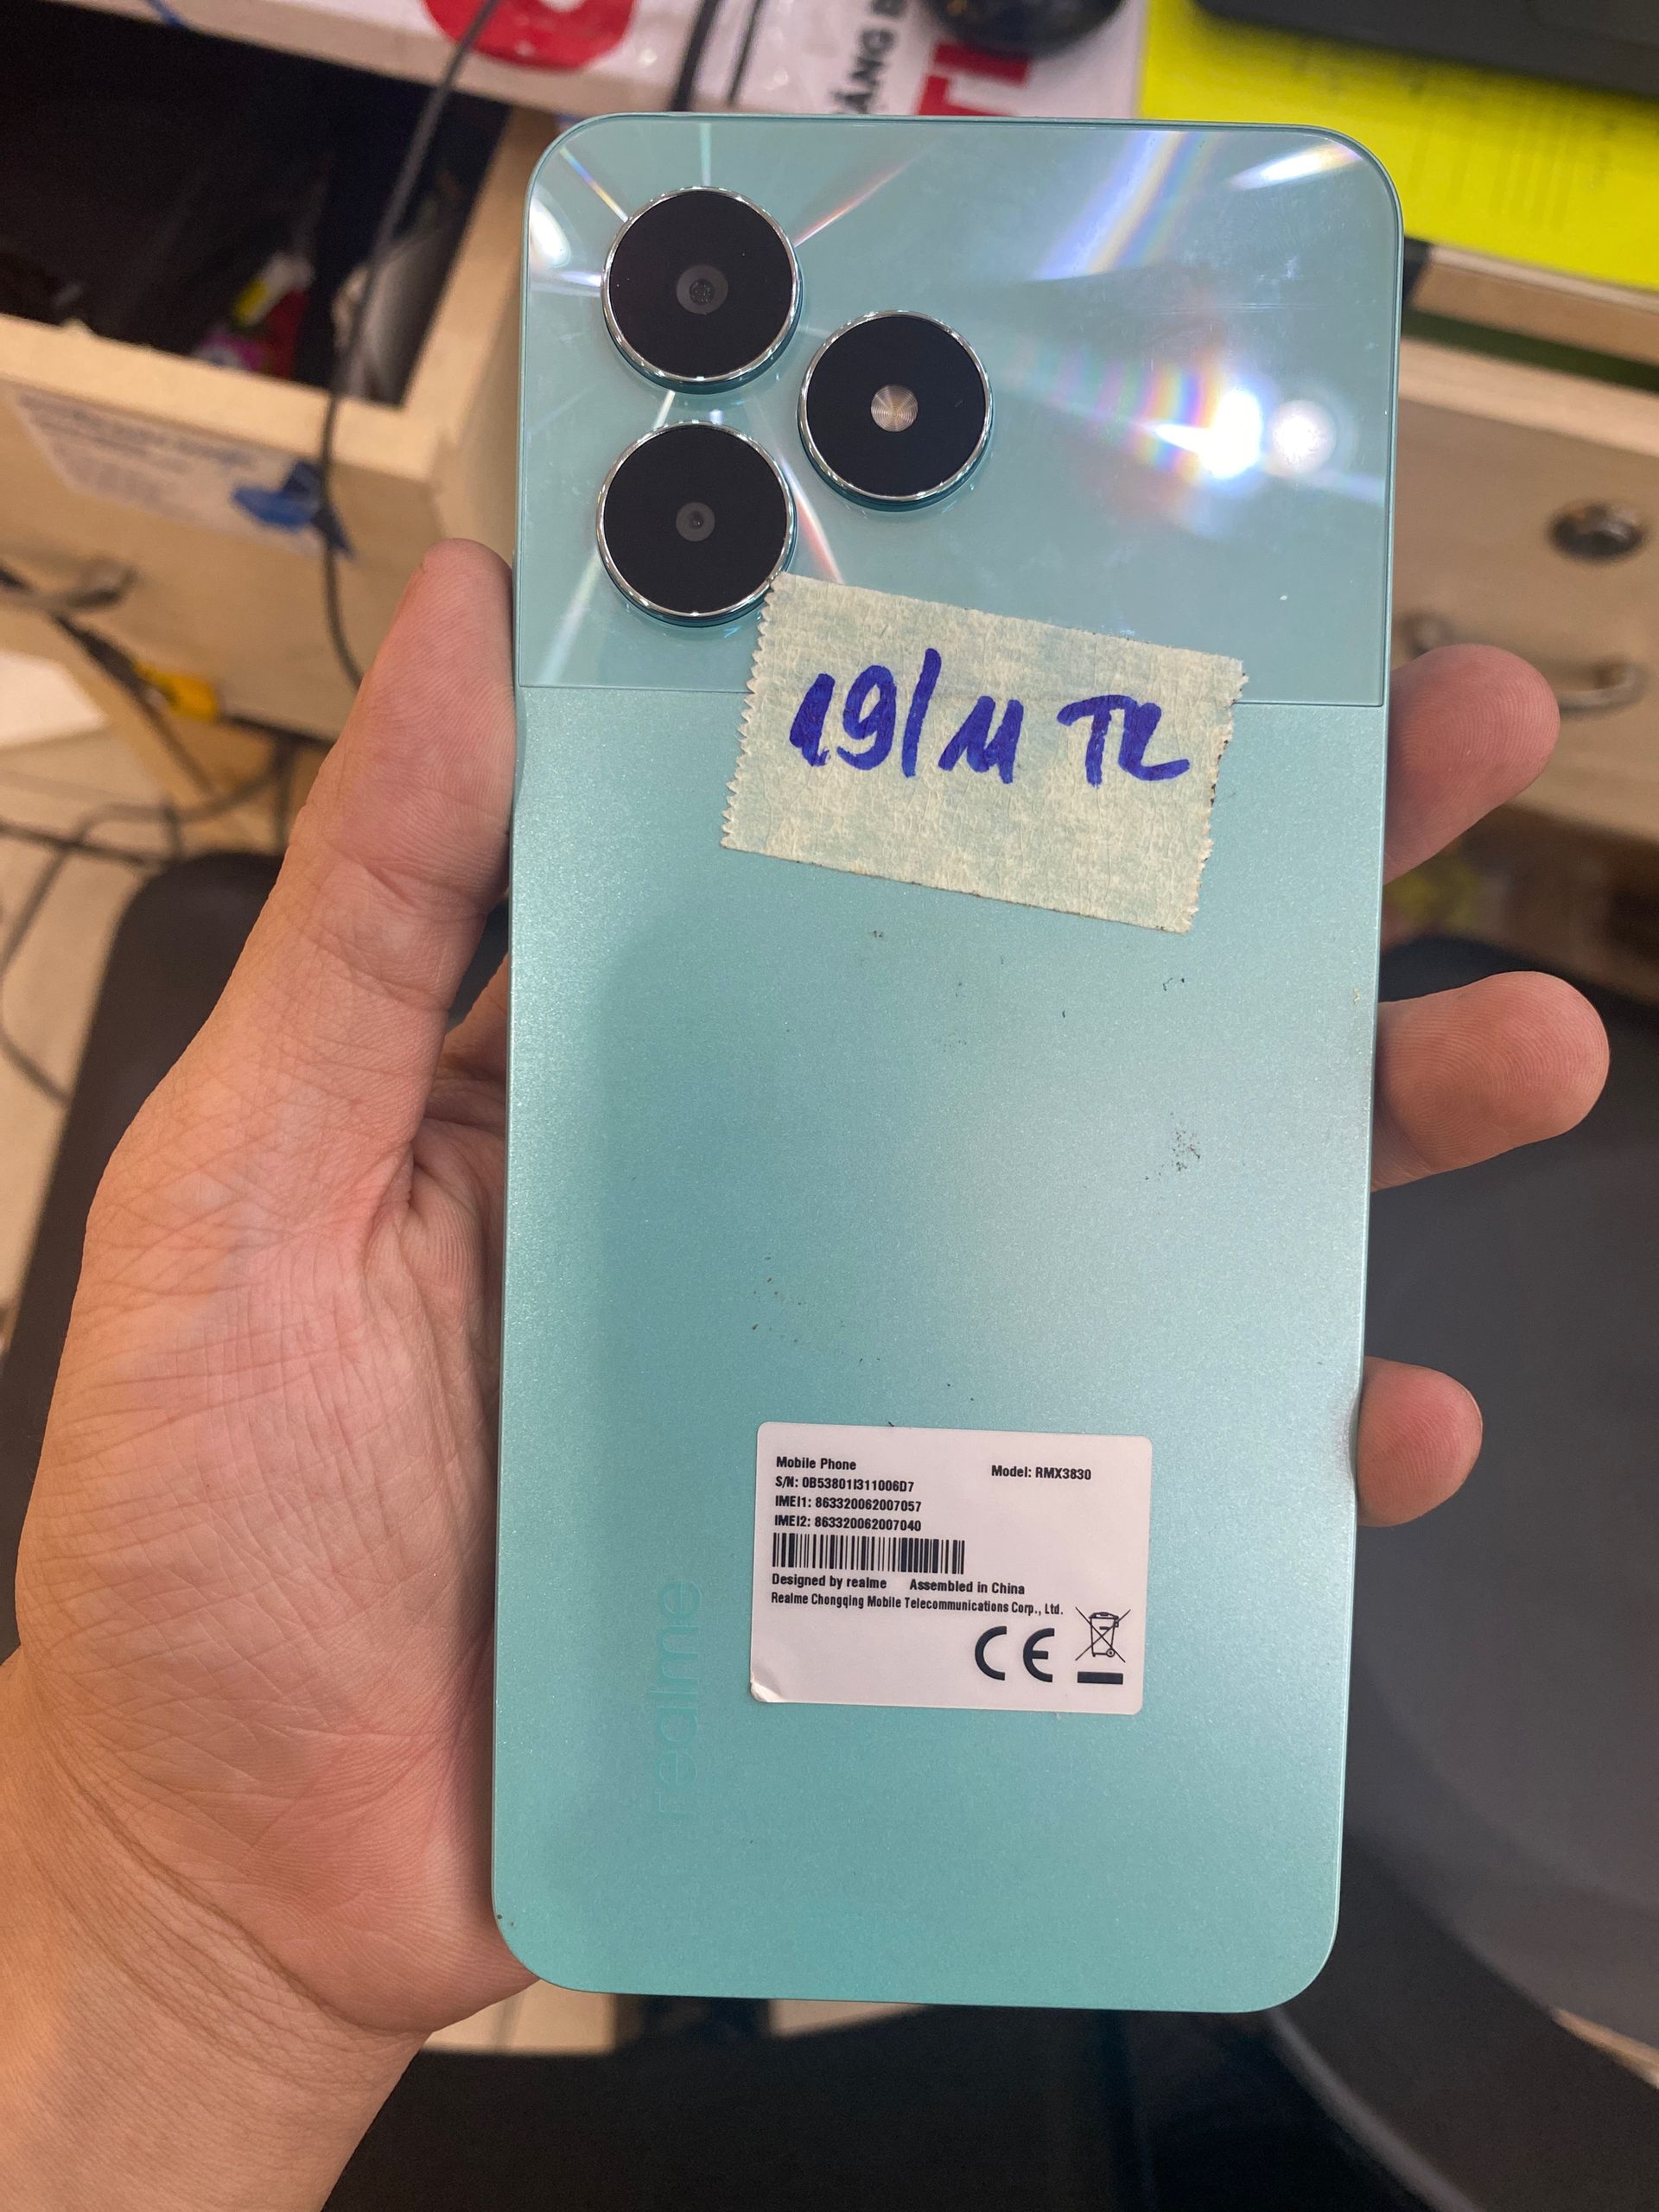 ẶNG B
19/11 TL
Mobile Phone
Model: RMX3830
S/N: 0B53801I311006D7
IMEI1: 863320062007057
IMEI2: 863320062007040
Designed by realme Assembled in China
Realme Chongqing Mobile Telecommunications Corp., Ltd.
CE
realme